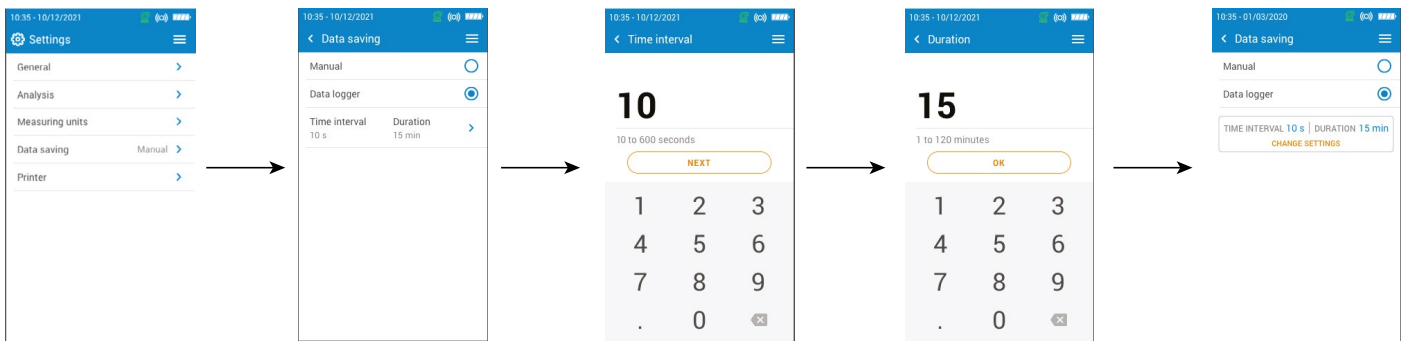 10:35 - 10/12/2021
Settings
General
Analysis
Measuring units
Data saving Manual
Printer
10:35 - 10/12/2021
Data saving
Manual
Data logger
Time interval Duration
10 s 15 min
10:35 - 10/12/2021
Time interval
10
10 to 600 seconds
NEXT
1 2 3
4 5 6
7 8 9
. 0
10:35 - 10/12/2021
Duration
15
1 to 120 minutes
OK
1 2 3
4 5 6
7 8 9
. 0
10:35 - 01/03/2020
Data saving
Manual
Data logger
TIME INTERVAL 10 s | DURATION 15 min
CHANGE SETTINGS